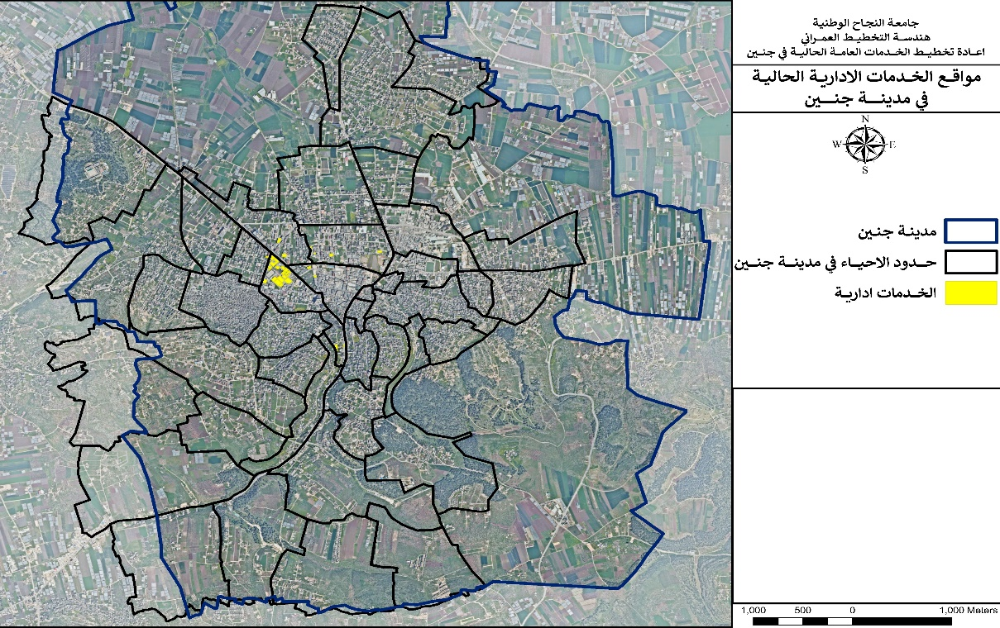 جامعة النجاح الوطنية
هندسة التخطيط العمراني
اعادة تخطيط الخدمات العامة الحالية في جنين
مواقع الخدمات الادارية الحالية
في مدينة جنين
N
W E
S
مدينة جنين
حدود الاحياء في مدينة جنين
الخدمات ادارية
1,000 500 0 1,000 Meters